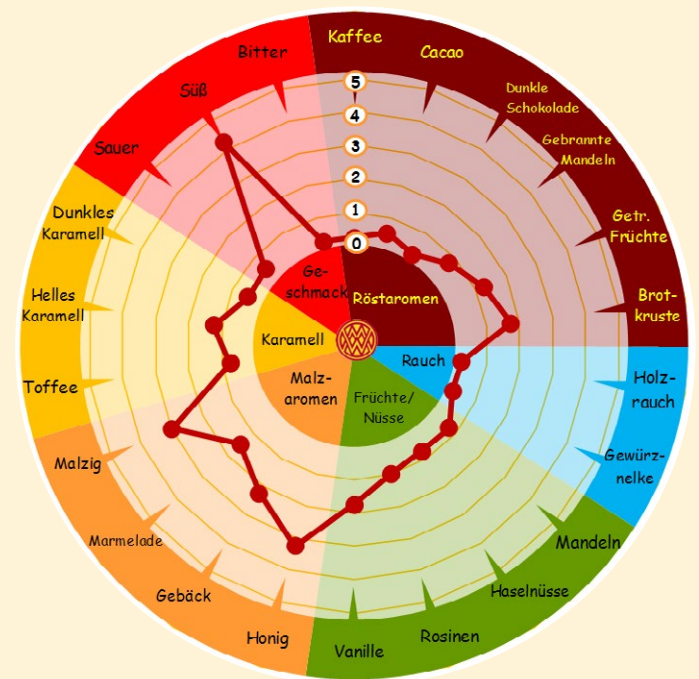 Kaffee
Cacao
Dunkle
Schokolade
Gebrannte
Mandeln
Getr.
Früchte
Brot-
kruste
Holz-
rauch
Gewürz-
nelke
Mandeln
Haselnüsse
Rosinen
Vanille
Honig
Gebäck
Marmelade
Malzig
Toffee
Helles
Karamell
Dunkles
Karamell
Sauer
Süß
Bitter
5
4
3
2
1
0
Ge-
schmack
Röstaromen
Karamell
Rauch
Malz-
aromen
Früchte/
Nüsse